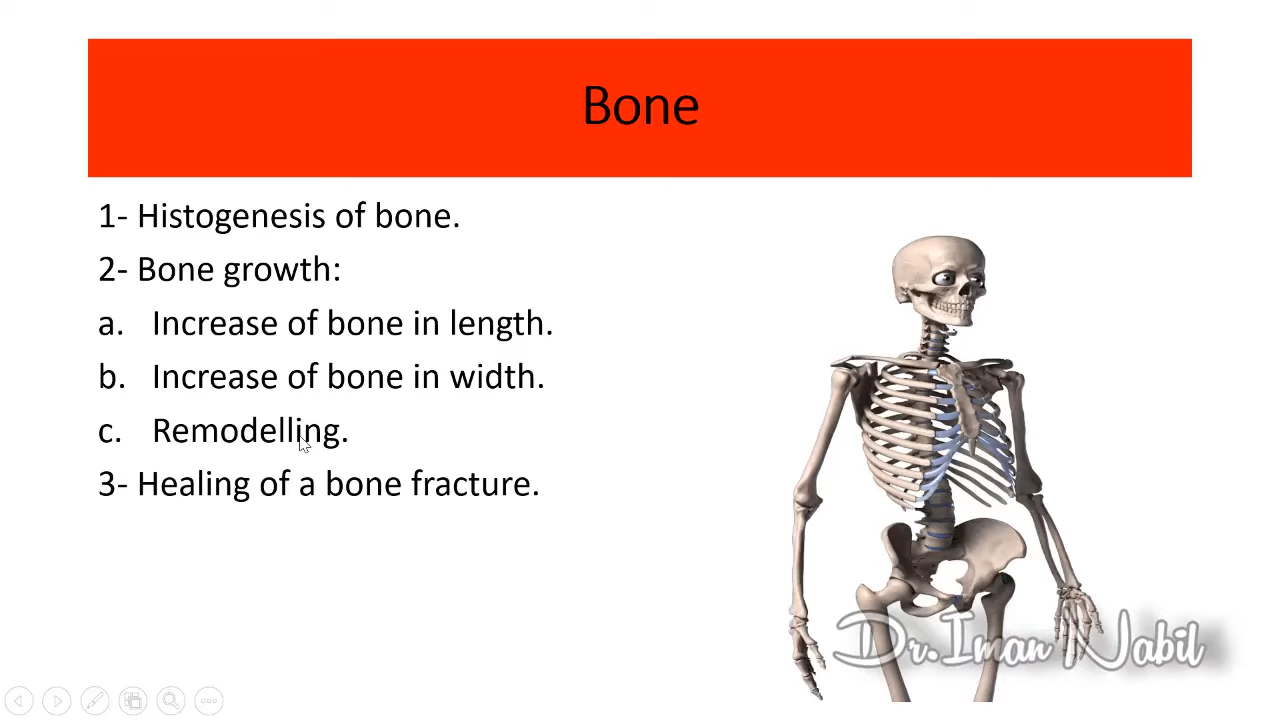 Bone
1- Histogenesis of bone.
2- Bone growth:
a. Increase of bone in length.
b. Increase of bone in width.
c. Remodelling.
3- Healing of a bone fracture.
Dr.Iman Nabil